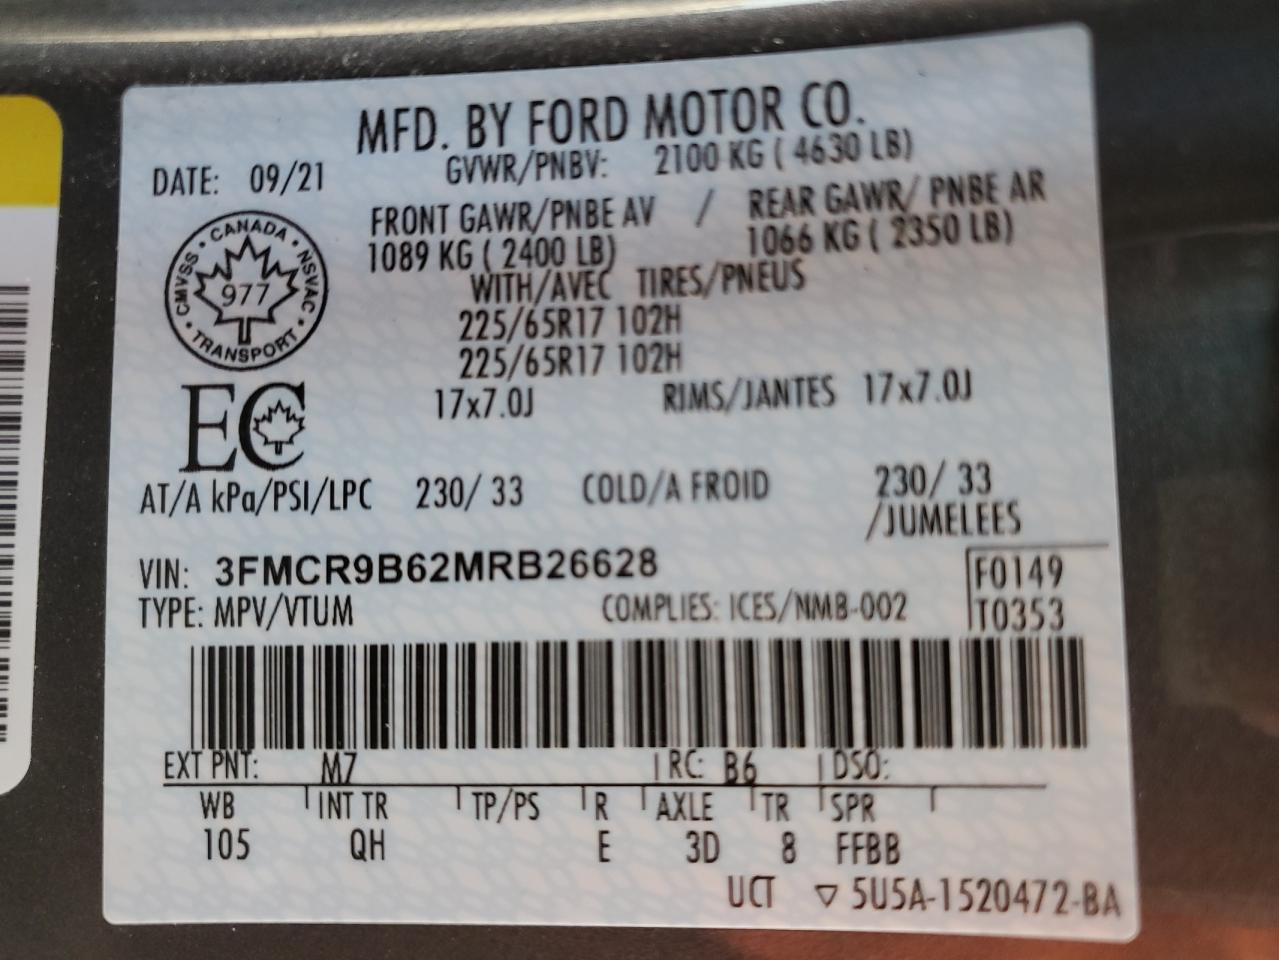 MFD. BY FORD MOTOR CO.
DATE: 09/21
GVWR/PNBV: 2100 KG ( 4630 LB)
FRONT GAWR/PNBE AV / REAR GAWR/ PNBE AR
1089 KG ( 2400 LB) 1066 KG ( 2350 LB)
WITH/AVEC TIRES/PNEUS
225/65R17 102H
225/65R17 102H
17x7.0J RIMS/JANTES 17x7.0J
CANADA · NSVAC · TRANSPORT · CMVSS ·
977
EC
AT/A kPa/PSI/LPC 230/ 33 COLD/A FROID 230/ 33
/JUMELEES
VIN: 3FMCR9B62MRB26628
F0149
TYPE: MPV/VTUM COMPLIES: ICES/NMB-002 T0353
EXT PNT: M7 RC: B6 DSO:
WB INT TR TP/PS R AXLE TR SPR
105 QH E 3D 8 FFBB
UCT ▽ 5U5A-1520472-BA